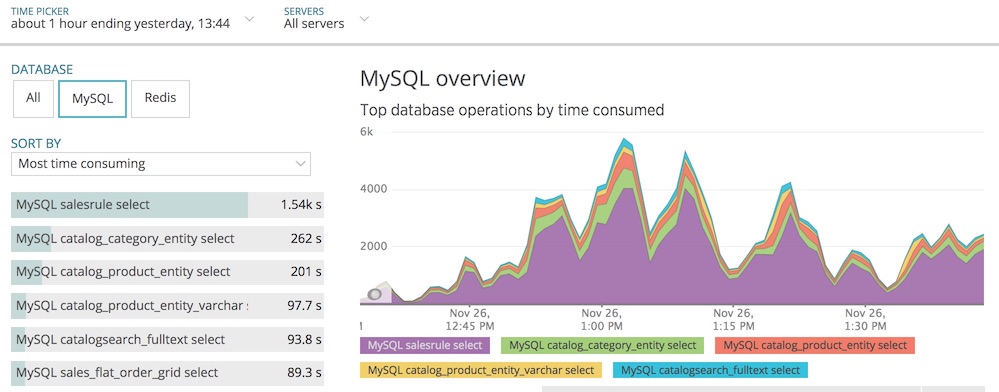 TIME PICKER
about 1 hour ending yesterday, 13:44
SERVERS
All servers
DATABASE
All
MySQL
Redis
SORT BY
Most time consuming
MySQL salesrule select 1.54k s
MySQL catalog_category_entity select 262 s
MySQL catalog_product_entity select 201 s
MySQL catalog_product_entity_varchar 97.7 s
MySQL catalogsearch_fulltext select 93.8 s
MySQL sales_flat_order_grid select 89.3 s
MySQL overview
Top database operations by time consumed
6k
4000
2000
Nov 26,
12:45 PM
Nov 26,
1:00 PM
Nov 26,
1:15 PM
Nov 26,
1:30 PM
MySQL salesrule select
MySQL catalog_category_entity select
MySQL catalog_product_entity select
MySQL catalog_product_entity_varchar select
MySQL catalogsearch_fulltext select